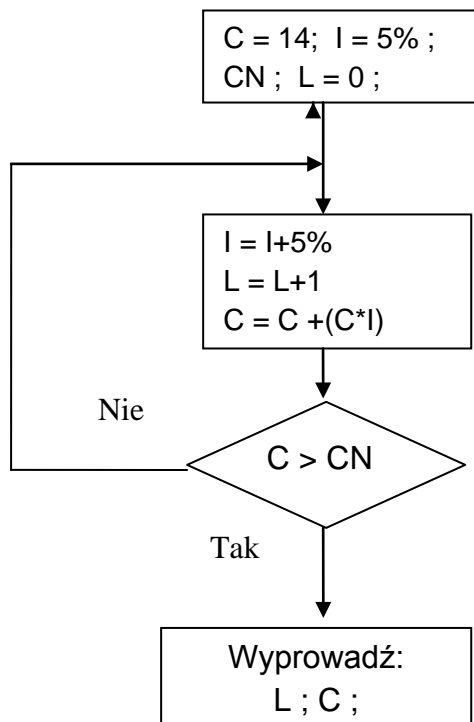 C = 14; I = 5% ;
CN ; L = 0 ;
I = I+5%
L = L+1
C = C +(C*I)
Nie
C > CN
Tak
Wyprowadź:
L ; C ;